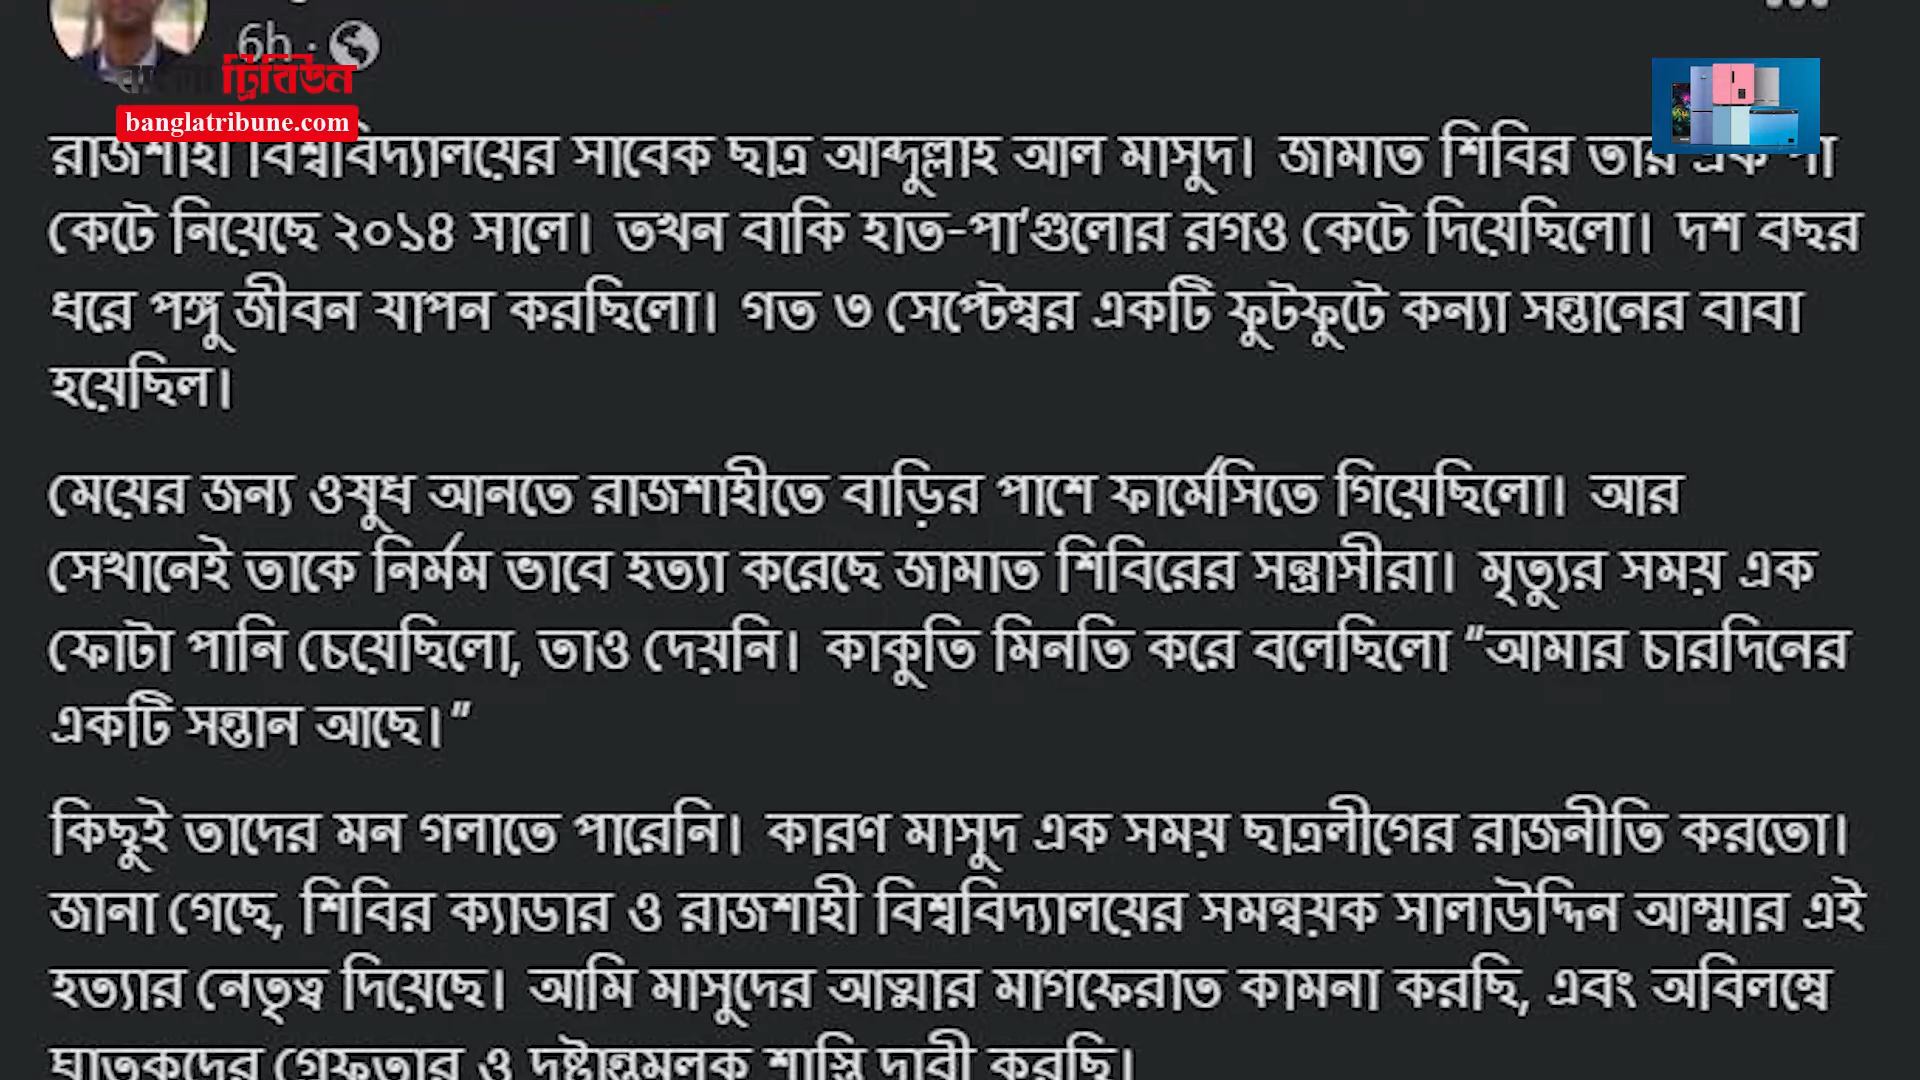 6h ·
বাংলা ট্রিবিউন
banglatribune.com
রাজশাহী বিশ্ববিদ্যালয়ের সাবেক ছাত্র আব্দুল্লাহ আল মাসুদ। জামাত শিবির তার এক পা
কেটে নিয়েছে ২০১৪ সালে। তখন বাকি হাত-পা'গুলোর রগও কেটে দিয়েছিলো। দশ বছর
ধরে পঙ্গু জীবন যাপন করছিলো। গত ৩ সেপ্টেম্বর একটি ফুটফুটে কন্যা সন্তানের বাবা
হয়েছিল।
মেয়ের জন্য ওষুধ আনতে রাজশাহীতে বাড়ির পাশে ফার্মেসিতে গিয়েছিলো। আর
সেখানেই তাকে নির্মম ভাবে হত্যা করেছে জামাত শিবিরের সন্ত্রাসীরা। মৃত্যুর সময় এক
ফোটা পানি চেয়েছিলো, তাও দেয়নি। কাকুতি মিনতি করে বলেছিলো "আমার চারদিনের
একটি সন্তান আছে।"
কিছুই তাদের মন গলাতে পারেনি। কারণ মাসুদ এক সময় ছাত্রলীগের রাজনীতি করতো।
জানা গেছে, শিবির ক্যাডার ও রাজশাহী বিশ্ববিদ্যালয়ের সমন্বয়ক সালাউদ্দিন আম্মার এই
হত্যার নেতৃত্ব দিয়েছে। আমি মাসুদের আত্মার মাগফেরাত কামনা করছি, এবং অবিলম্বে
ঘাতকদের গ্রেফতার ও দৃষ্টান্তমূলক শাস্তি দাবী করছি।